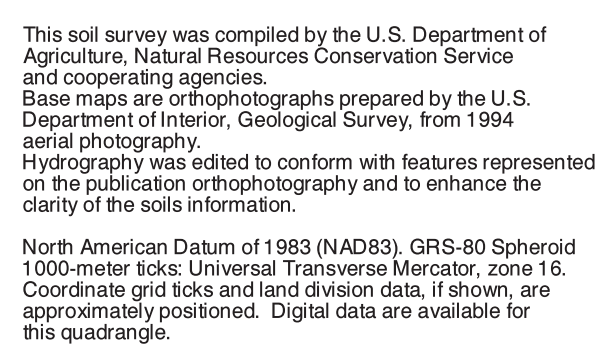 This soil survey was compiled by the U.S. Department of
Agriculture, Natural Resources Conservation Service
and cooperating agencies.
Base maps are orthophotographs prepared by the U.S.
Department of Interior, Geological Survey, from 1994
aerial photography.
Hydrography was edited to conform with features represented
on the publication orthophotography and to enhance the
clarity of the soils information.

North American Datum of 1983 (NAD83). GRS-80 Spheroid
1000-meter ticks: Universal Transverse Mercator, zone 16.
Coordinate grid ticks and land division data, if shown, are
approximately positioned.  Digital data are available for
this quadrangle.